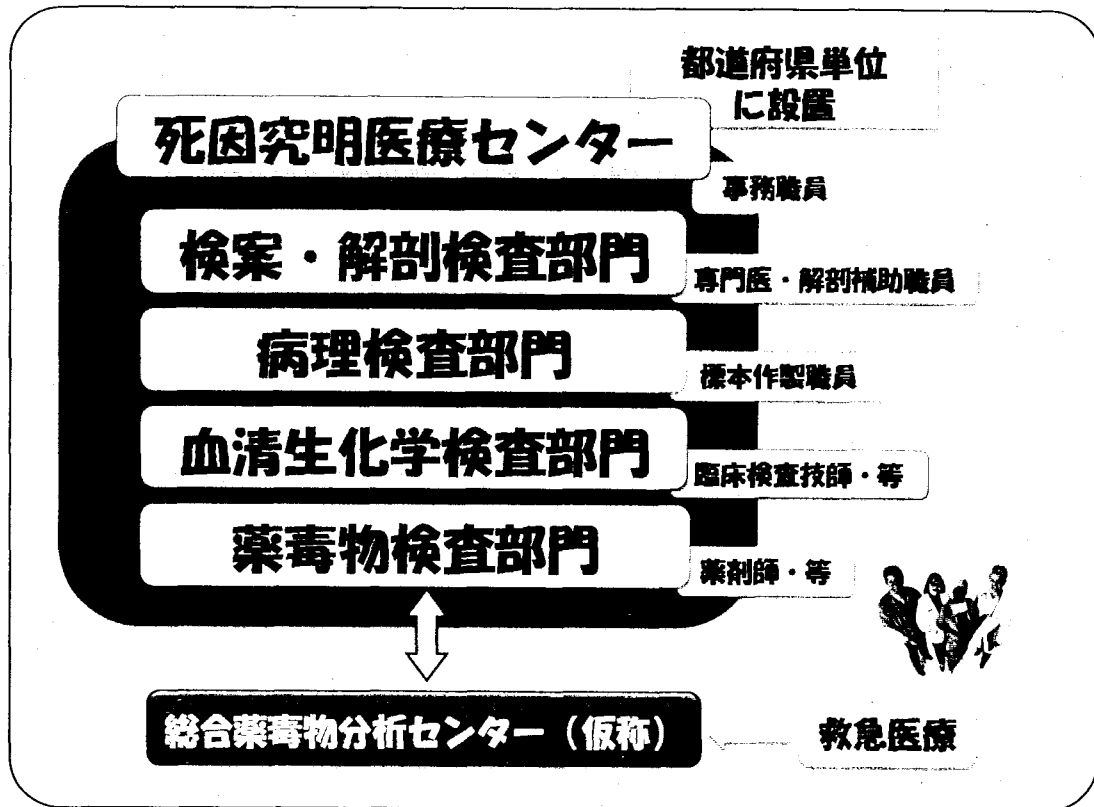 都道府県単位
に設置
死因究明医療センター
事務職員
検案・解剖検査部門
専門医・解剖補助職員
病理検査部門
標本作製職員
血清生化学検査部門
臨床検査技師・等
薬毒物検査部門
薬剤師・等
総合薬毒物分析センター（仮称）
救急医療